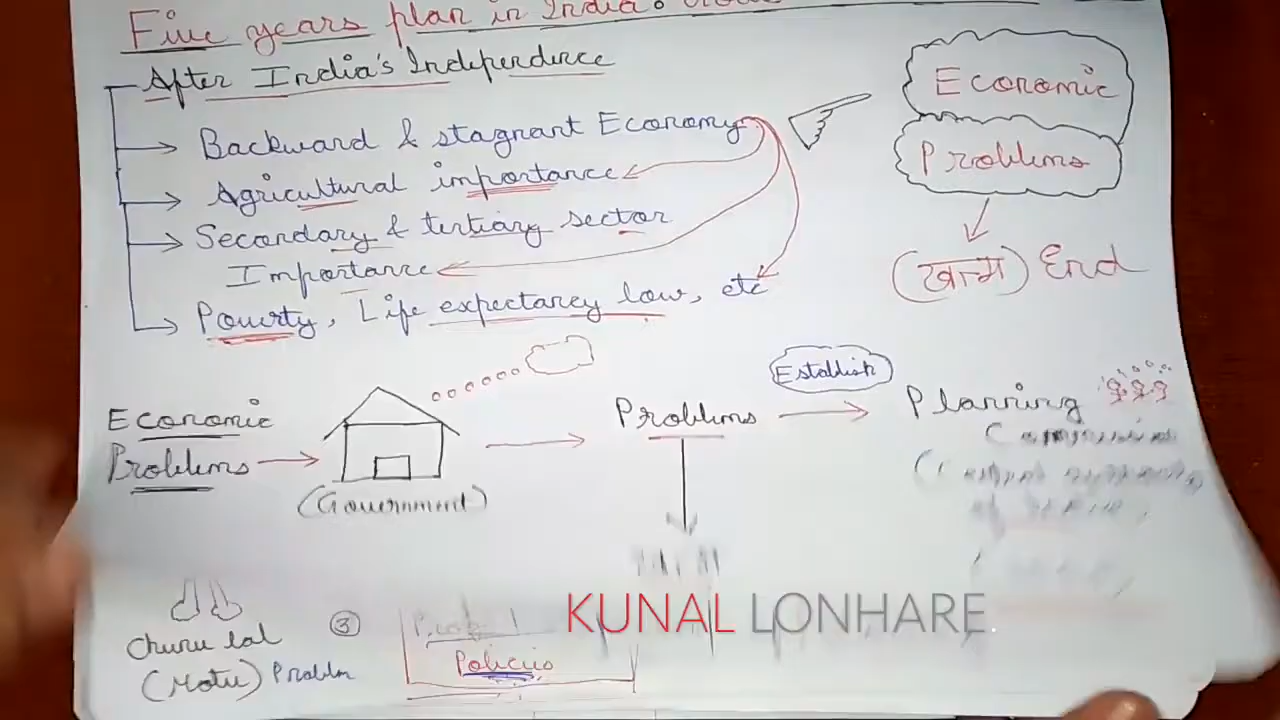 Five years plan in India:
After India's Independence
Backward & stagnant Economy
Agricultural importance
Secondary & tertiary sector
Importance
Poverty, Life expectancy low, etc
Economic
Problems
(खात्म) End
Economic
Problems
(Government)
Problems
Establish
Planning
Commission
Churu lal
(Motu) Problem
3
Policies
KUNAL LONHARE.